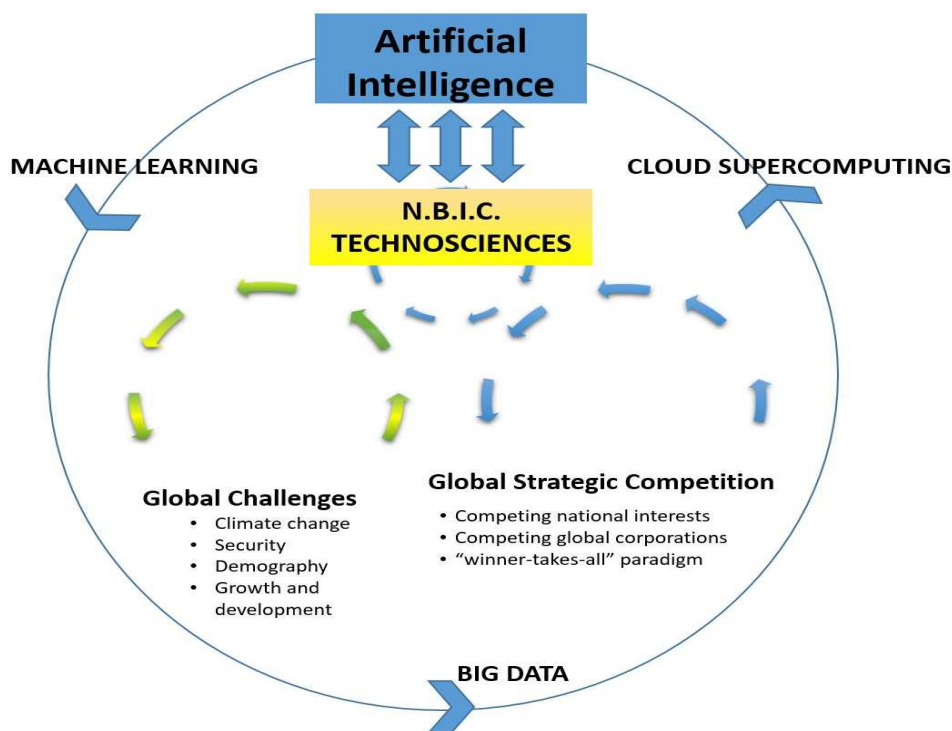 Artificial
Intelligence
MACHINE LEARNING
CLOUD SUPERCOMPUTING
N.B.I.C.
TECHNOSCIENCES
Global Challenges
• Climate change
• Security
• Demography
• Growth and
development
Global Strategic Competition
• Competing national interests
• Competing global corporations
• “winner-takes-all” paradigm
BIG DATA